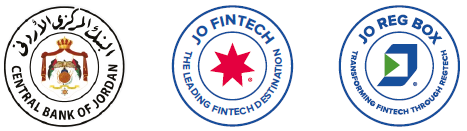 البنك المركزي الأردني
CENTRAL BANK OF JORDAN
JO FINTECH
THE LEADING FINTECH DESTINATION
®
JO REG BOX
TRANSFORMING FINTECH THROUGH REGTECH
®